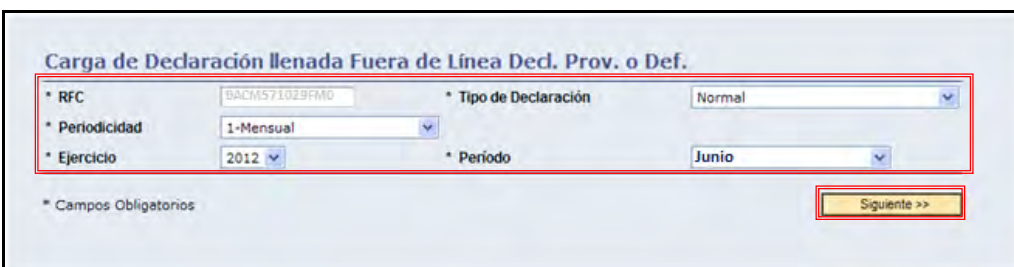 Carga de Declaración llenada Fuera de Línea Decl. Prov. o Def.
* RFC BACM571029FM0 * Tipo de Declaración Normal
* Periodicidad 1-Mensual
* Ejercicio 2012 * Período Junio
* Campos Obligatorios Siguiente >>